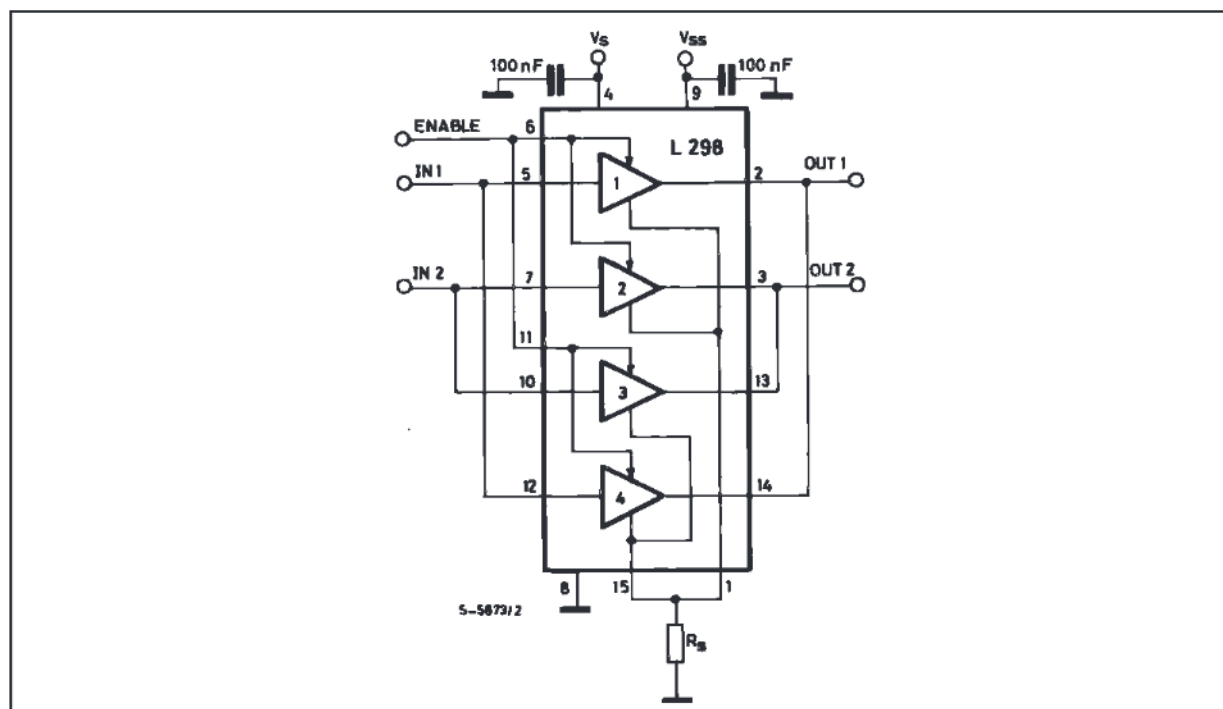 VS VSS
100 nF 100 nF
4 9
ENABLE 6
L 298
IN 1 5 1 2 OUT 1
IN 2 7 2 3 OUT 2
11
10 3 13
12 4 14
8 15 1
S-5873/2
RS